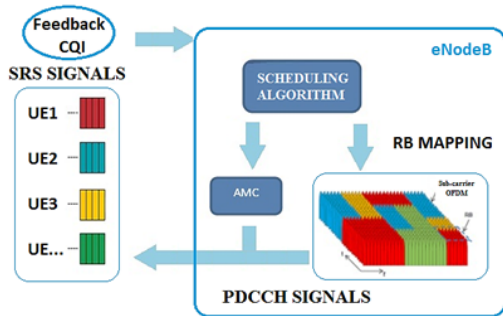 Feedback
CQI
SRS SIGNALS
UE1
UE2
UE3
UE...
eNodeB
SCHEDULING
ALGORITHM
RB MAPPING
AMC
Sub-carrier
OFDM
RB
t
f
PDCCH SIGNALS